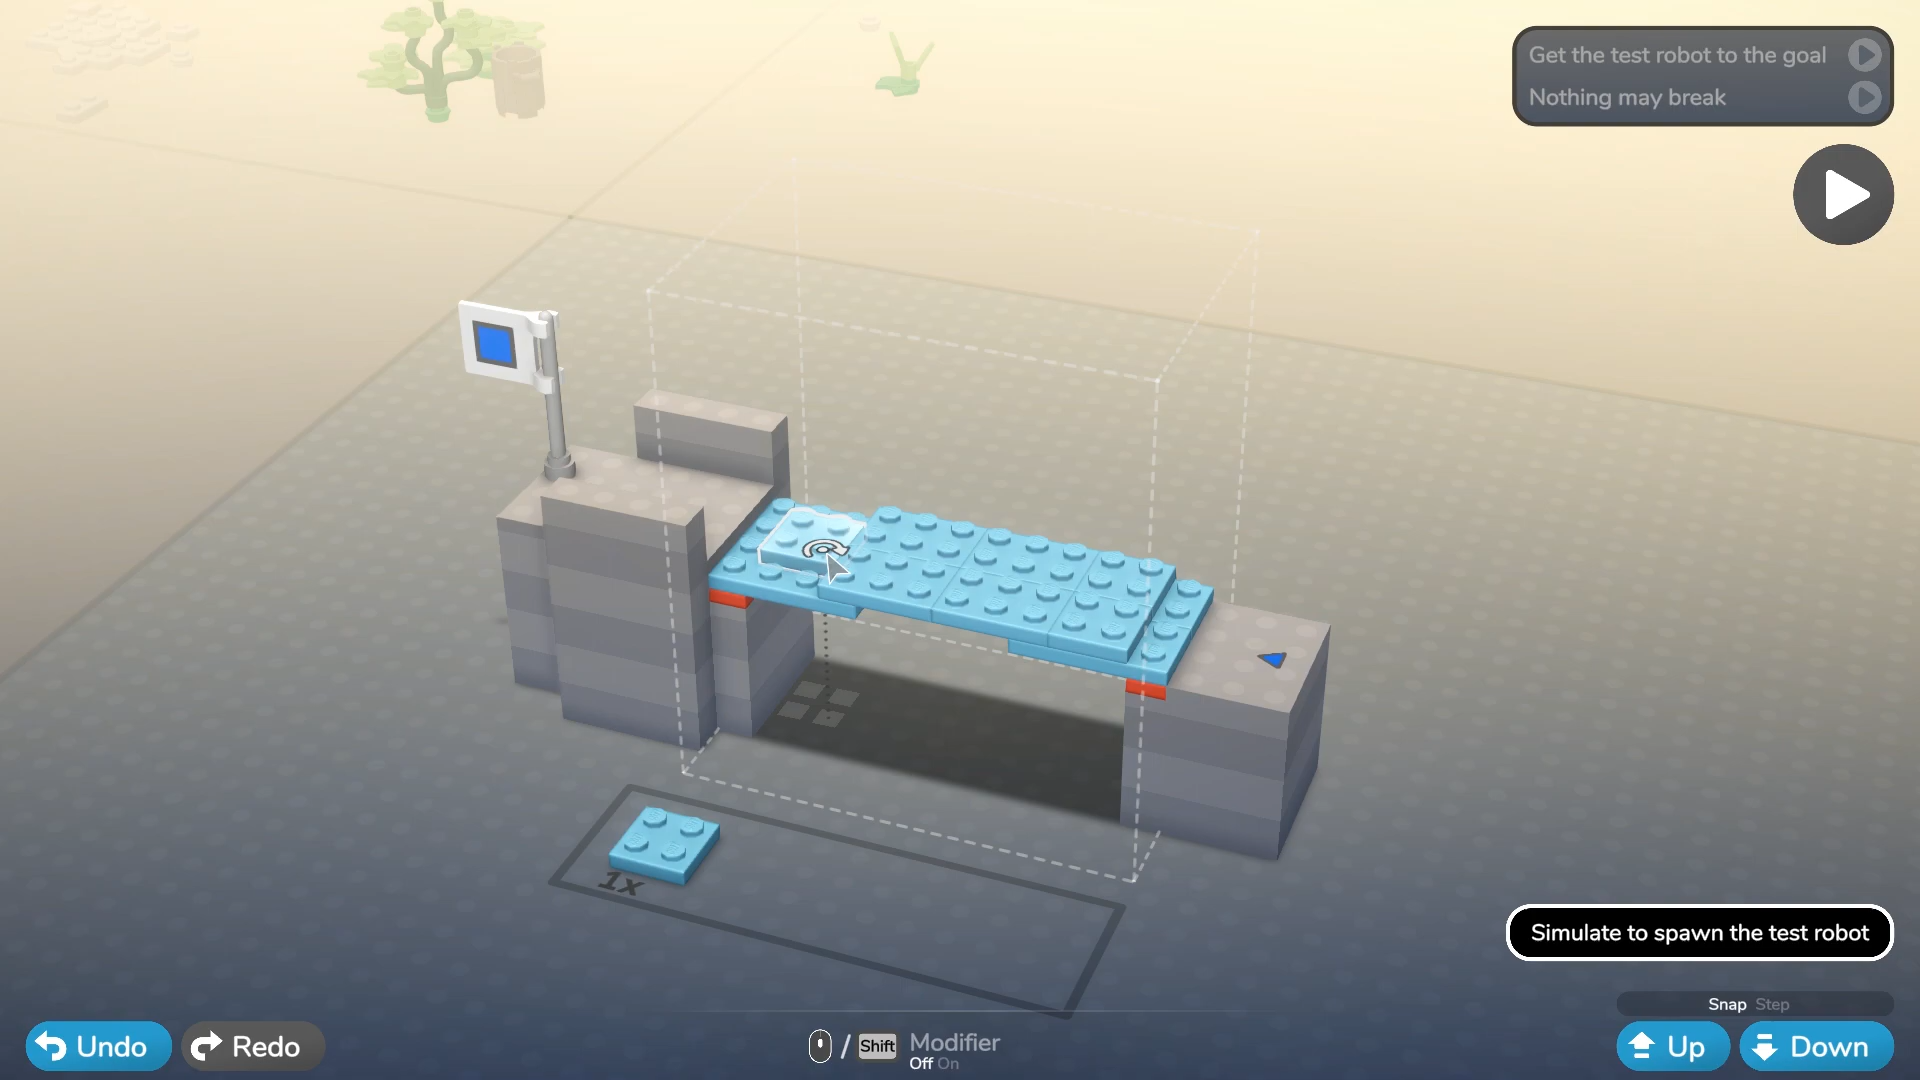 Get the test robot to the goal
Nothing may break
1x
Simulate to spawn the test robot
Snap Step
Undo
Redo
/ Shift Modifier
Off On
Up
Down